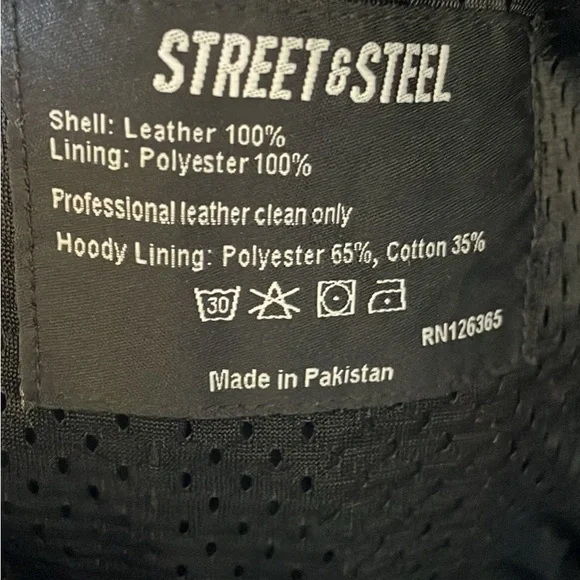 STREET&STEEL
Shell: Leather 100%
Lining: Polyester 100%
Professional leather clean only
Hoody Lining: Polyester 65%, Cotton 35%
30
RN126365
Made in Pakistan